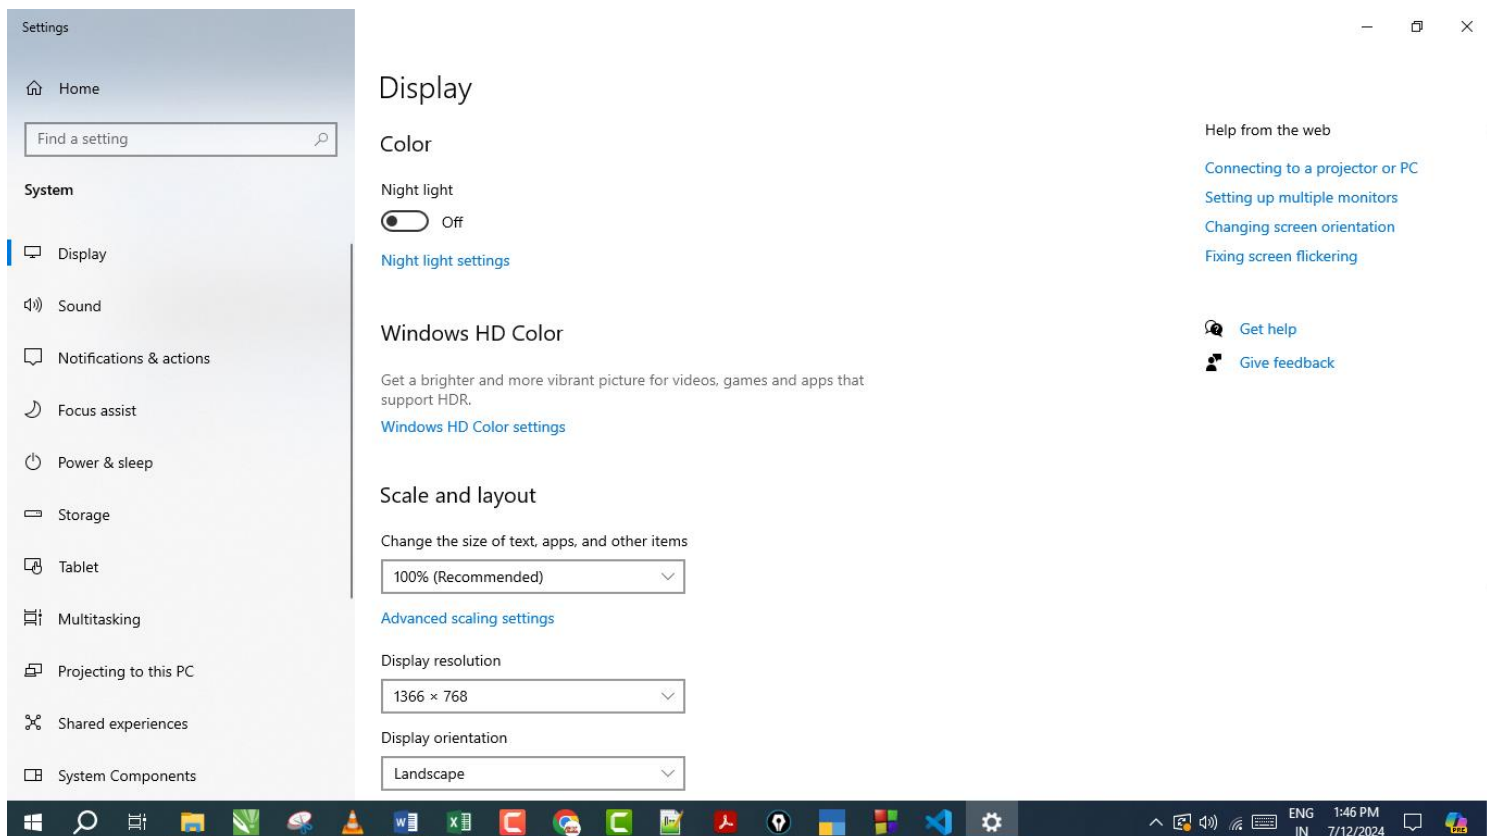 Settings
Home
Find a setting
System
Display
Sound
Notifications & actions
Focus assist
Power & sleep
Storage
Tablet
Multitasking
Projecting to this PC
Shared experiences
System Components
Display
Color
Night light
Off
Night light settings
Windows HD Color
Get a brighter and more vibrant picture for videos, games and apps that
support HDR.
Windows HD Color settings
Scale and layout
Change the size of text, apps, and other items
100% (Recommended)
Advanced scaling settings
Display resolution
1366 × 768
Display orientation
Landscape
Help from the web
Connecting to a projector or PC
Setting up multiple monitors
Changing screen orientation
Fixing screen flickering
Get help
Give feedback
ENG
IN
1:46 PM
7/12/2024
PRE